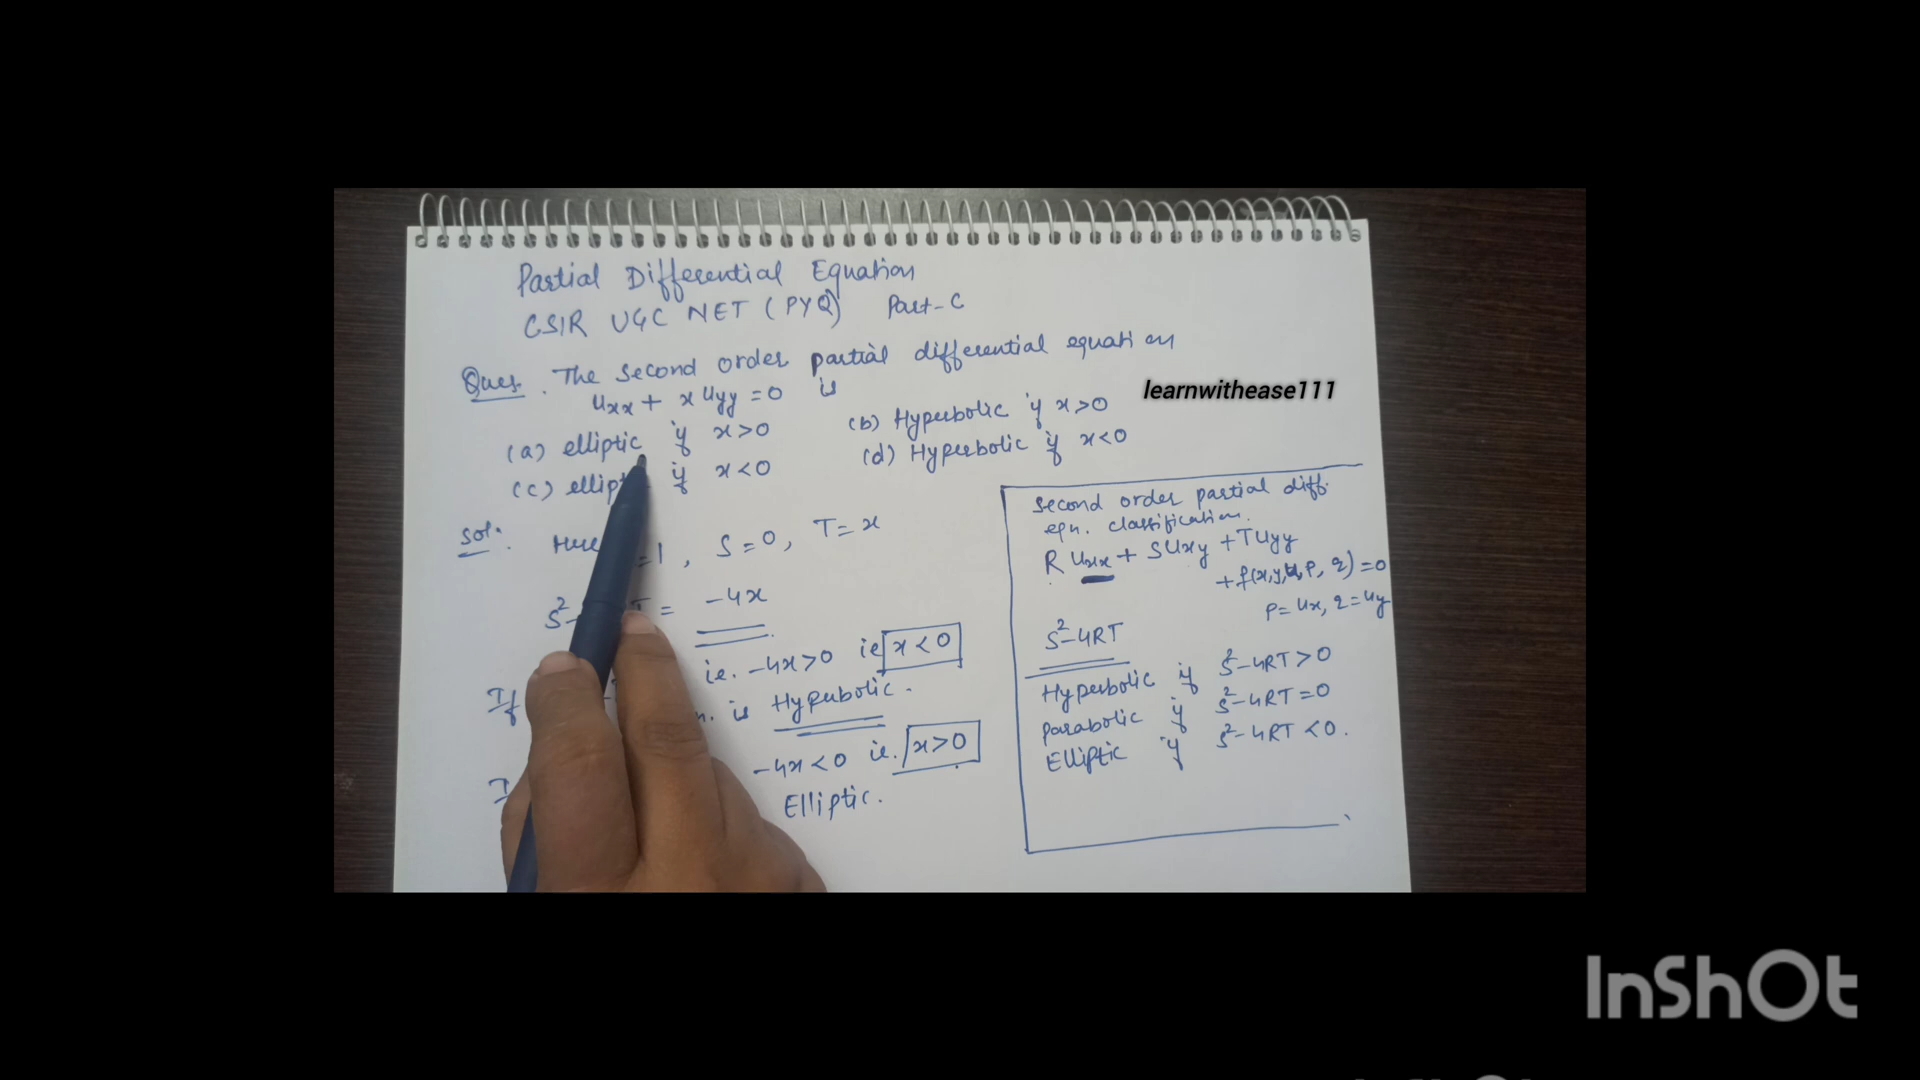 Partial Differential Equation
CSIR UGC NET (PYQ) Part-C
Ques. The second order partial differential equation
uxx + x uyy = 0 is
learnwithease111
(a) elliptic if x>0 (b) Hyperbolic if x>0
(c) if x<0 (d) Hyperbolic if x<0
Sol. =1, S=0, T=x
S² T = -4x
If ie. -4x>0 ie x<0
is Hyperbolic.
-4x<0 ie. x>0
Elliptic.
Second order partial diff.
eqn. classification.
R uxx + S uxy + T uyy
+ f(x,y,u,p,q)=0
p=ux, q=uy
S²-4RT
Hyperbolic if S²-4RT>0
parabolic if S²-4RT=0
Elliptic if S²-4RT<0.
InShOt